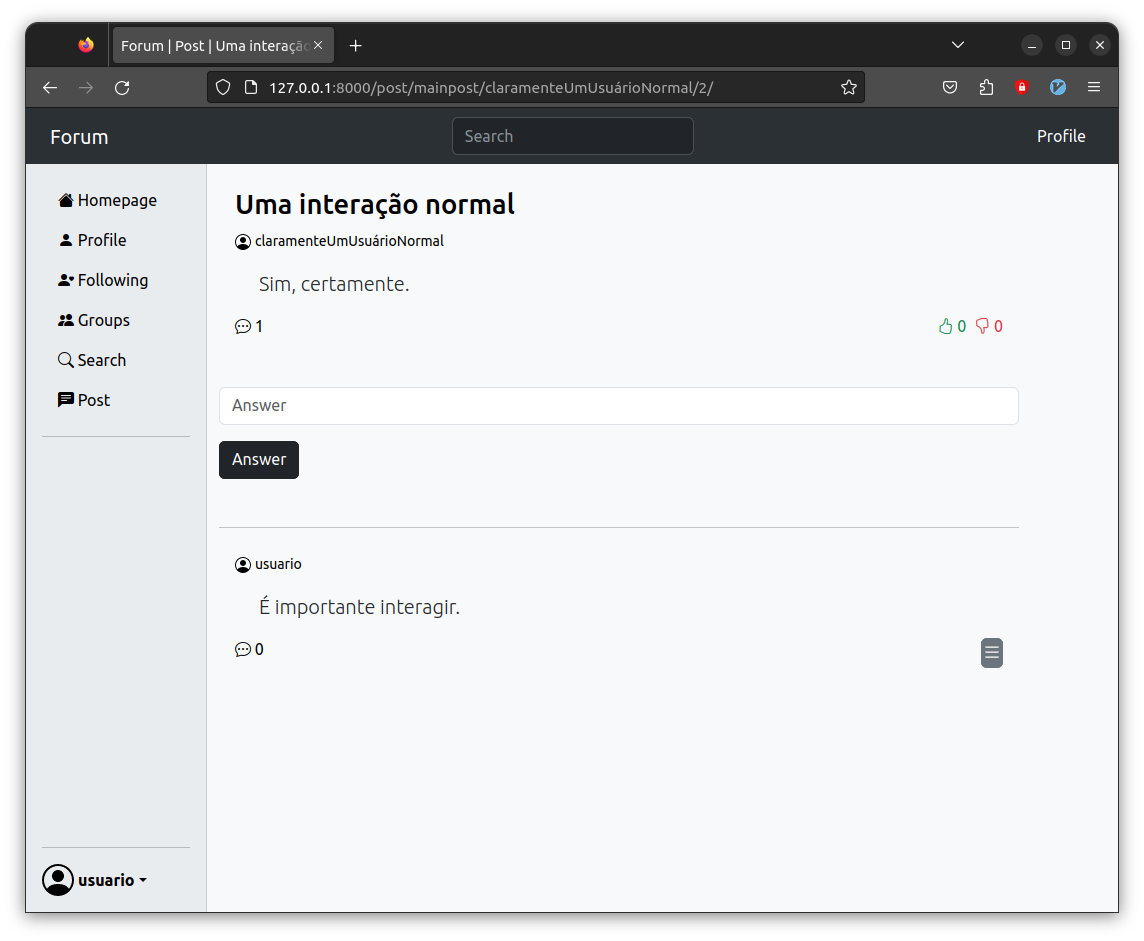 Forum | Post | Uma interação
127.0.0.1:8000/post/mainpost/claramenteUmUsuárioNormal/2/
Forum
Search
Profile
Homepage
Profile
Following
Groups
Search
Post
usuario
Uma interação normal
claramenteUmUsuárioNormal
Sim, certamente.
1
0 0
Answer
Answer
usuario
É importante interagir.
0